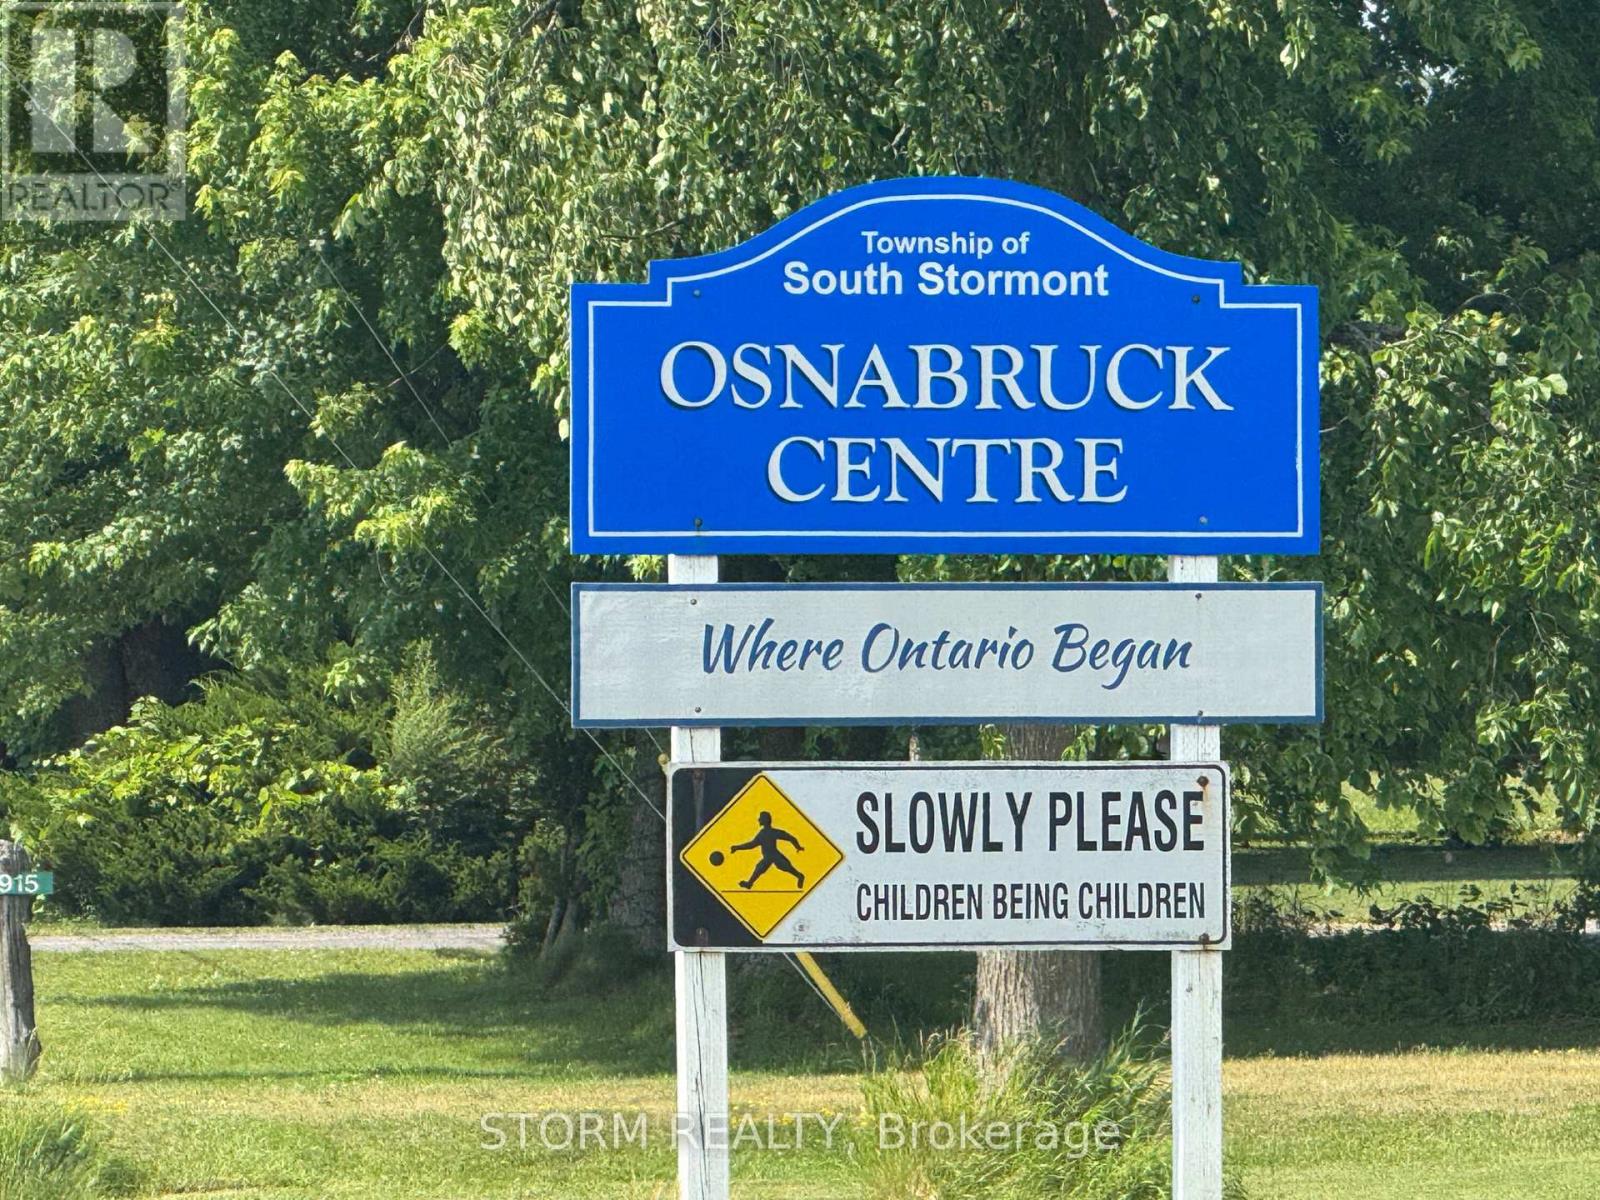 R
REALTOR®
Township of
South Stormont
OSNABRUCK
CENTRE
Where Ontario Began
SLOWLY PLEASE
CHILDREN BEING CHILDREN
915
STORM REALTY, Brokerage